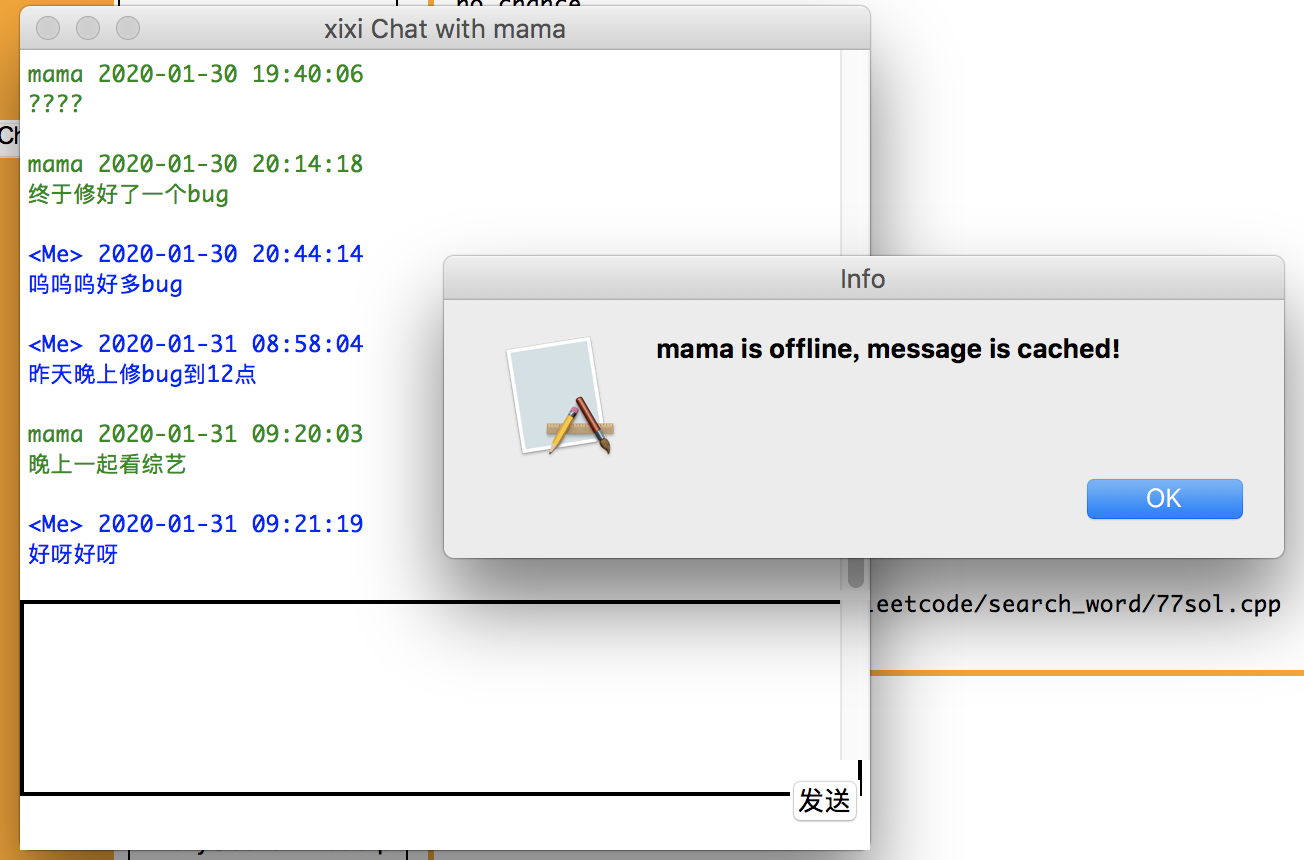 no chance
xixi Chat with mama
mama 2020-01-30 19:40:06
????
Ch
mama 2020-01-30 20:14:18
终于修好了一个bug
<Me> 2020-01-30 20:44:14
呜呜呜好多bug
<Me> 2020-01-31 08:58:04
昨天晚上修bug到12点
mama 2020-01-31 09:20:03
晚上一起看综艺
<Me> 2020-01-31 09:21:19
好呀好呀
Info
mama is offline, message is cached!
OK
leetcode/search_word/77sol.cpp
发送